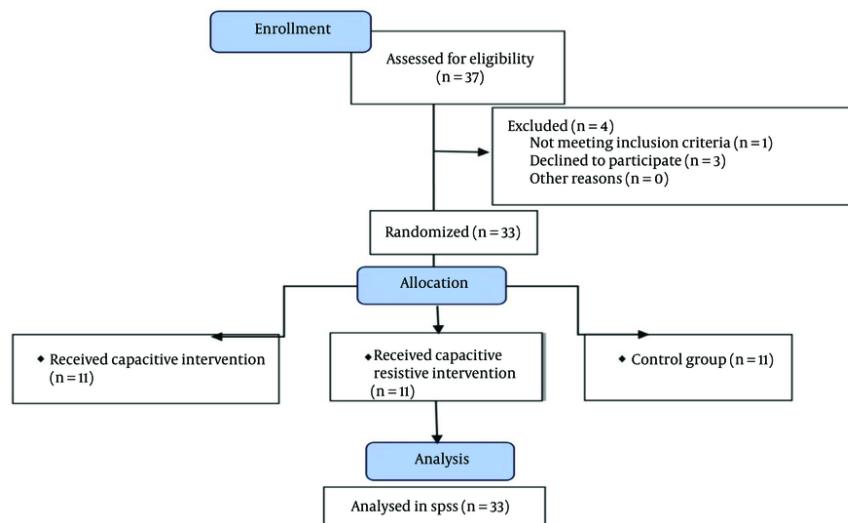 Enrollment
Assessed for eligibility
(n = 37)
Excluded (n = 4)
Not meeting inclusion criteria (n = 1)
Declined to participate (n = 3)
Other reasons (n = 0)
Randomized (n = 33)
Allocation
◆ Received capacitive intervention
(n = 11)
◆ Received capacitive
resistive intervention
(n = 11)
◆ Control group (n = 11)
Analysis
Analysed in spss (n = 33)